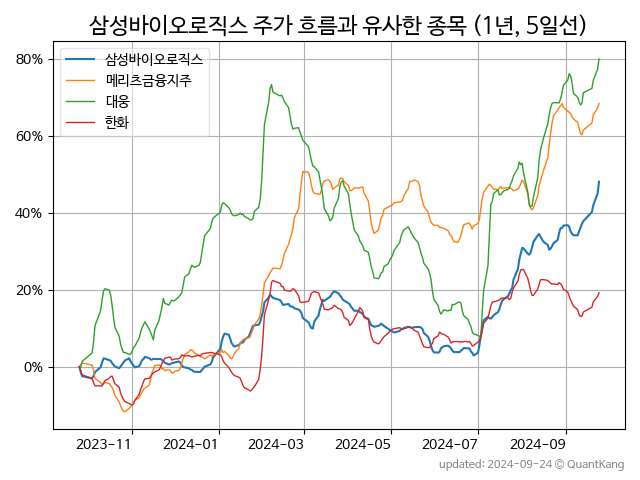 삼성바이오로직스 주가 흐름과 유사한 종목 (1년, 5일선)
삼성바이오로직스
메리츠금융지주
대웅
한화
80%
60%
40%
20%
0%
2023-11
2024-01
2024-03
2024-05
2024-07
2024-09
updated: 2024-09-24 © QuantKang